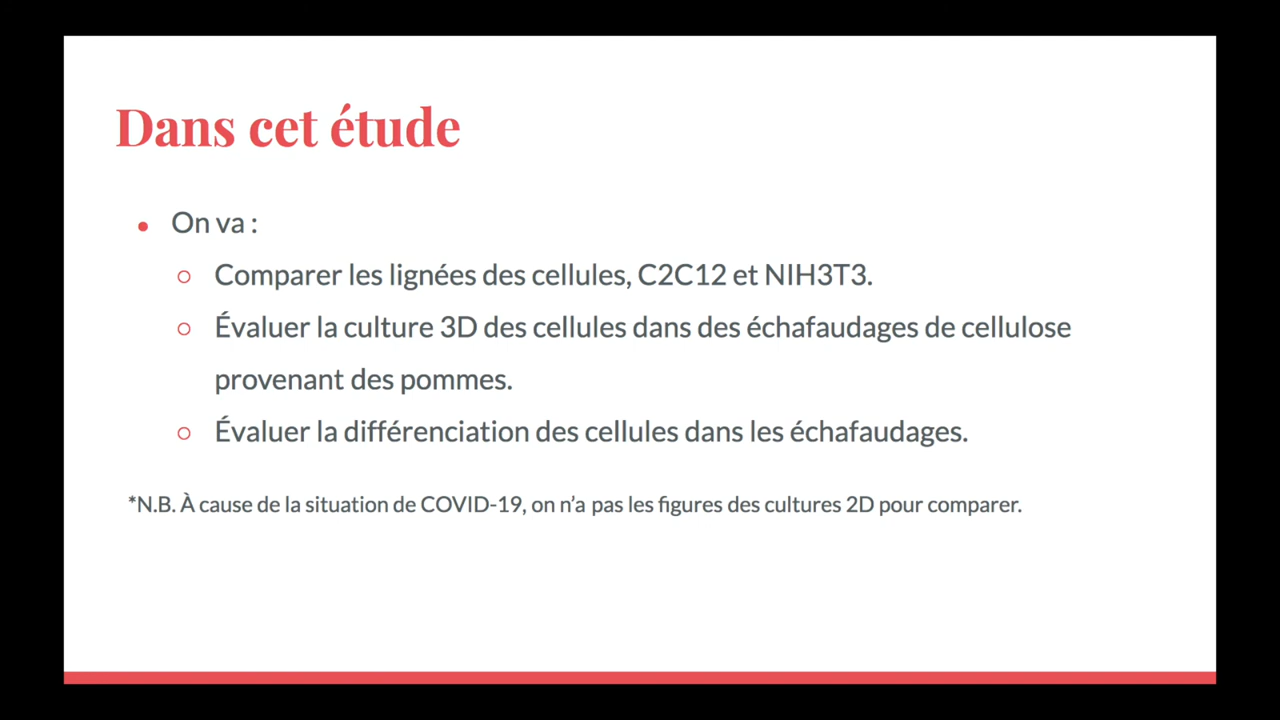 Dans cet étude
● On va :
○ Comparer les lignées des cellules, C2C12 et NIH3T3.
○ Évaluer la culture 3D des cellules dans des échafaudages de cellulose
provenant des pommes.
○ Évaluer la différenciation des cellules dans les échafaudages.
*N.B. À cause de la situation de COVID-19, on n'a pas les figures des cultures 2D pour comparer.